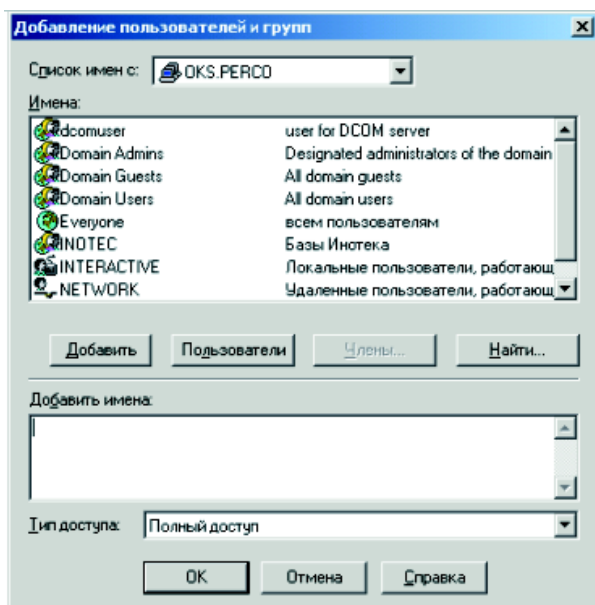 Добавление пользователей и групп
Список имен с: OKS.PERCO
Имена:
dcomuser user for DCOM server
Domain Admins Designated administrators of the domain
Domain Guests All domain guests
Domain Users All domain users
Everyone всем пользователям
INOTEC Базы Инотека
INTERACTIVE Локальные пользователи, работающ
NETWORK Удаленные пользователи, работающ
Добавить Пользователи Члены... Найти...
Добавить имена:
Тип доступа: Полный доступ
OK Отмена Справка